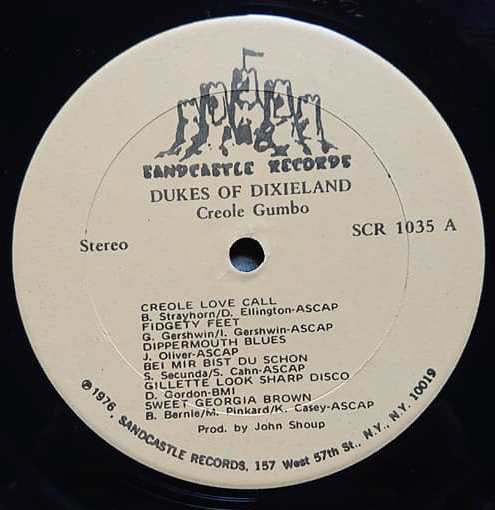 SANDCASTLE RECORDS
DUKES OF DIXIELAND
Creole Gumbo
Stereo
SCR 1035 A
CREOLE LOVE CALL
B. Strayhorn/D. Ellington-ASCAP
FIDGETY FEET
G. Gershwin/I. Gershwin-ASCAP
DIPPERMOUTH BLUES
J. Oliver-ASCAP
BEI MIR BIST DU SCHON
S. Secunda/S. Cahn-ASCAP
GILLETTE LOOK SHARP DISCO
D. Gordon-BMI
SWEET GEORGIA BROWN
B. Bernie/M. Pinkard/K. Casey-ASCAP
Prod. by John Shoup
℗1976, SANDCASTLE RECORDS, 157 West 57th St., N.Y., N.Y. 10019